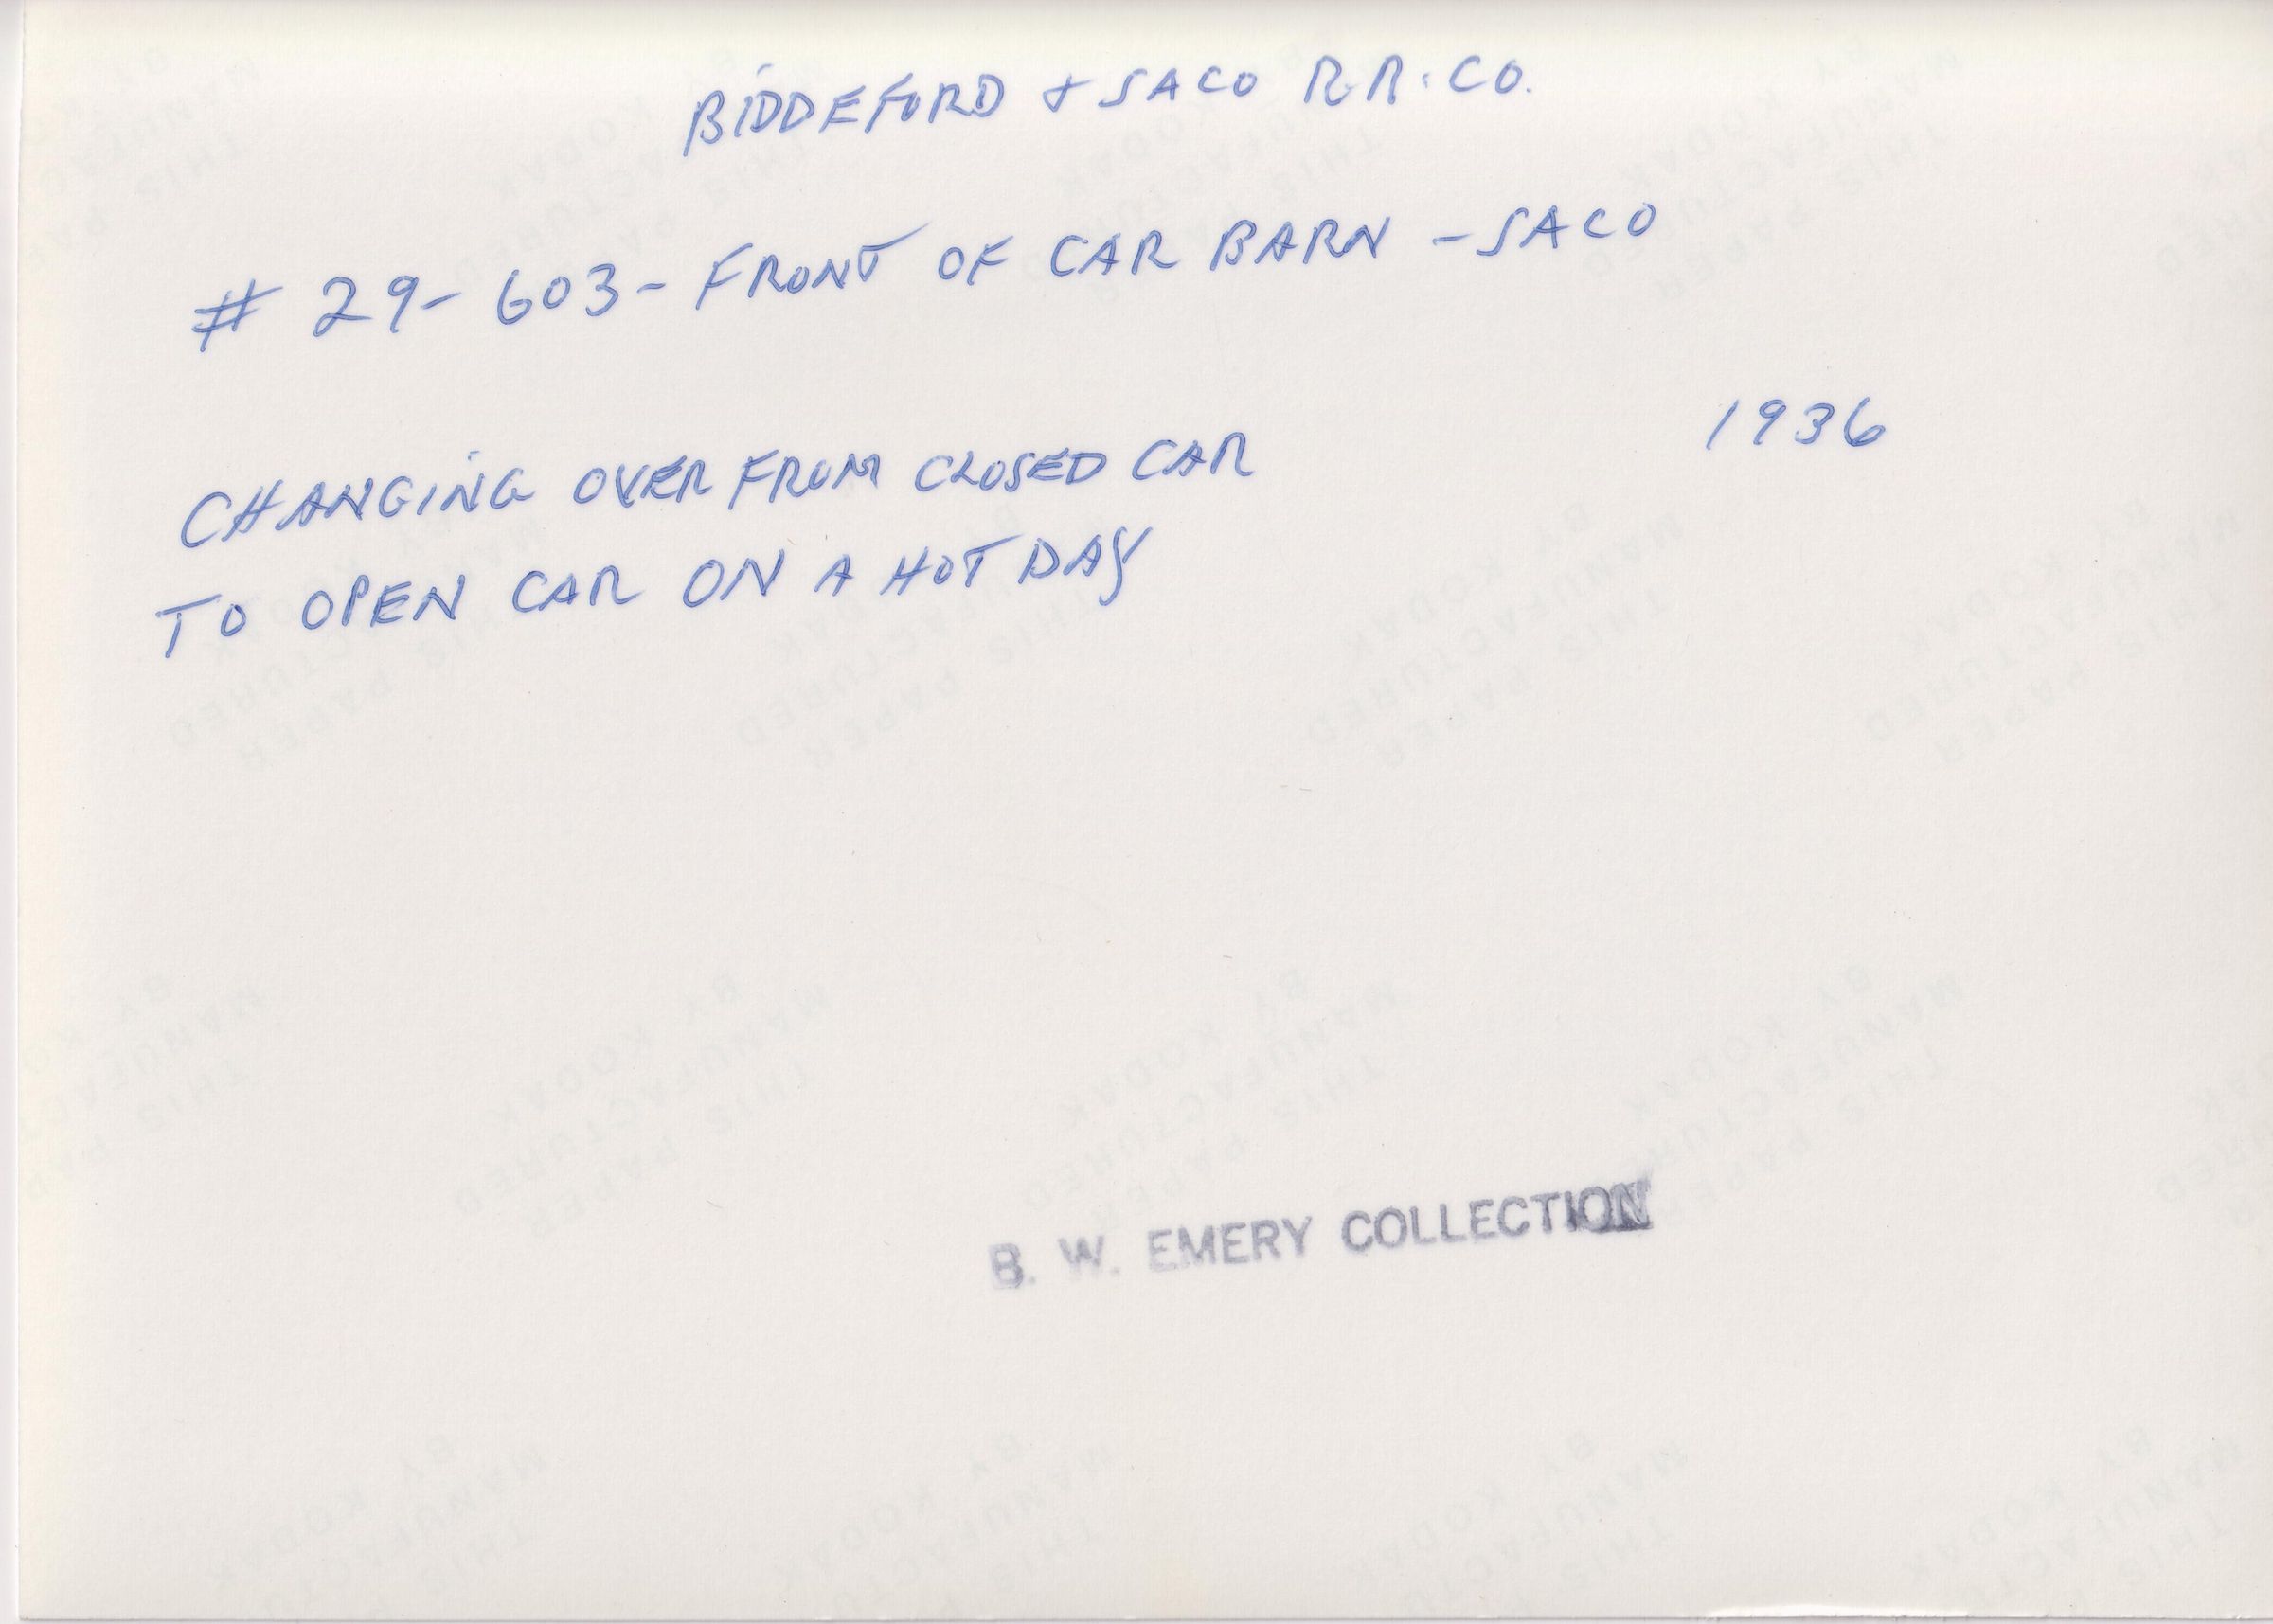 BIDDEFORD & SACO R.R. CO.
# 29-603- FRONT OF CAR BARN - SACO
1936
CHANGING OVER FROM CLOSED CAR
TO OPEN CAR ON A HOT DAY
B. W. EMERY COLLECTION